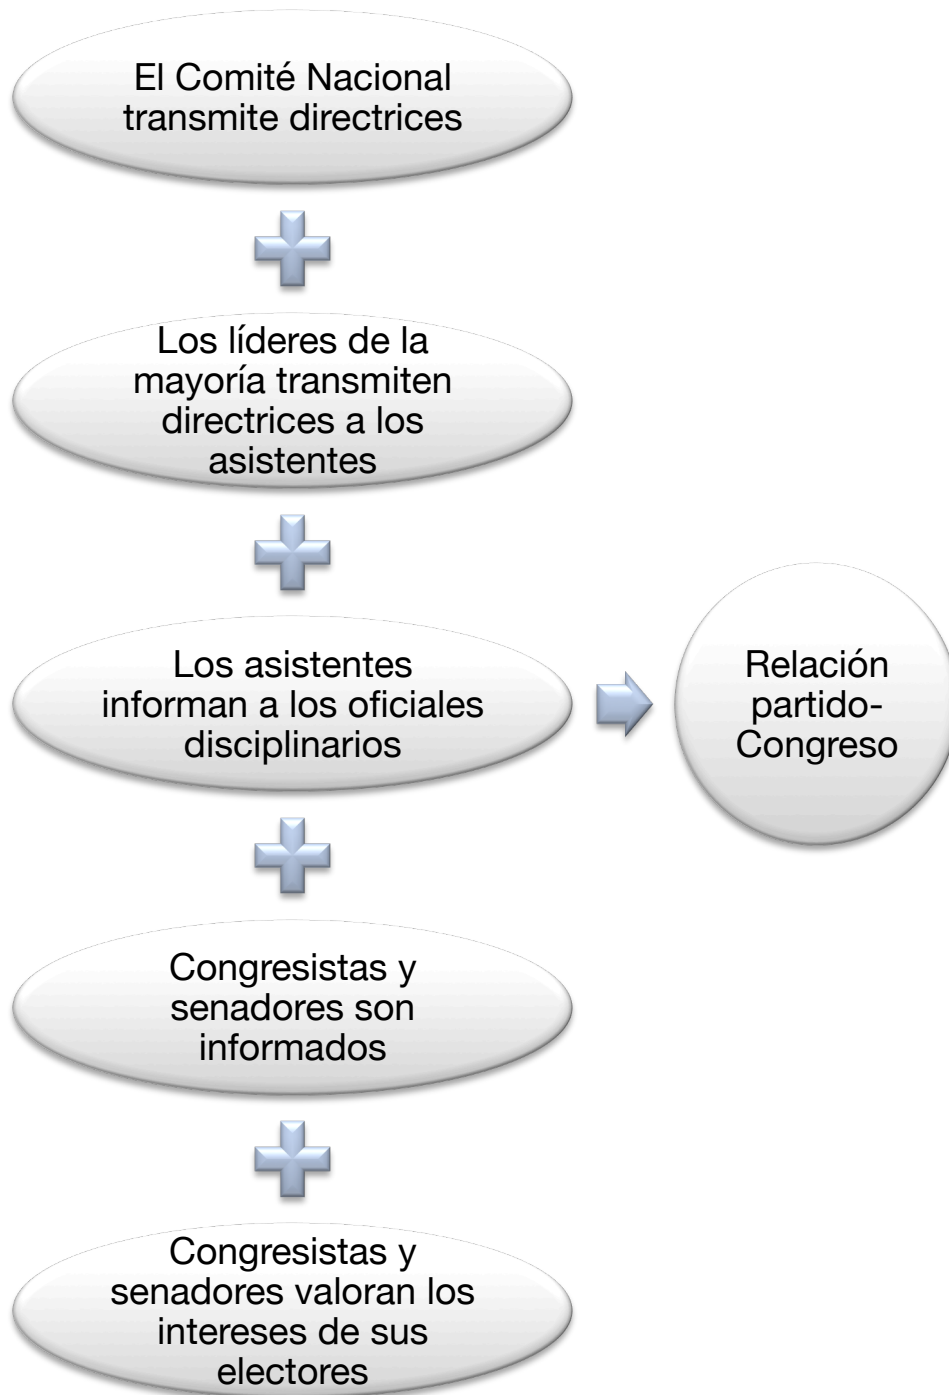 El Comité Nacional
transmite directrices
Los líderes de la
mayoría transmiten
directrices a los
asistentes
Los asistentes
informan a los oficiales
disciplinarios
Relación
partido-
Congreso
Congresistas y
senadores son
informados
Congresistas y
senadores valoran los
intereses de sus
electores